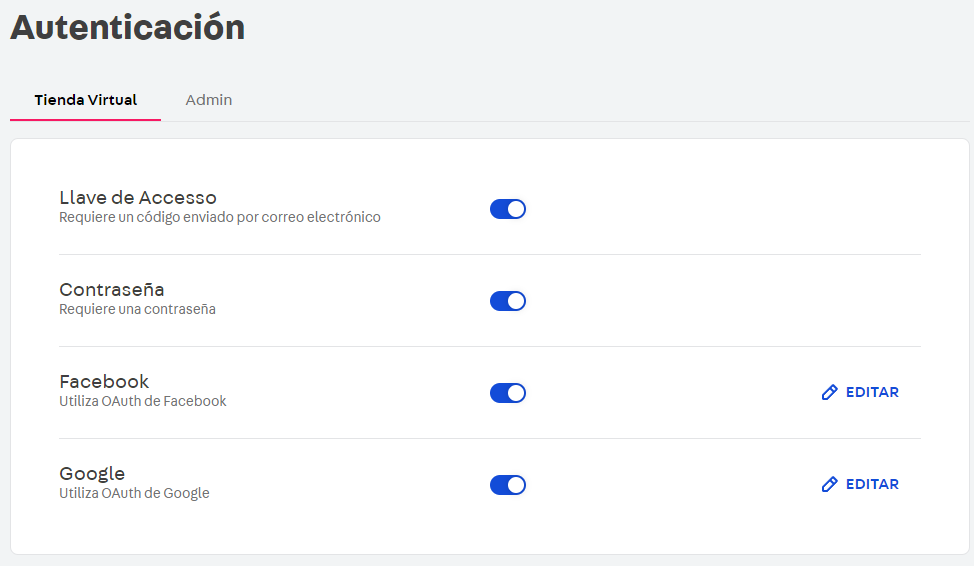 Autenticación
Tienda Virtual
Admin
Llave de Accesso
Requiere un código enviado por correo electrónico
Contraseña
Requiere una contraseña
Facebook
Utiliza OAuth de Facebook
EDITAR
Google
Utiliza OAuth de Google
EDITAR